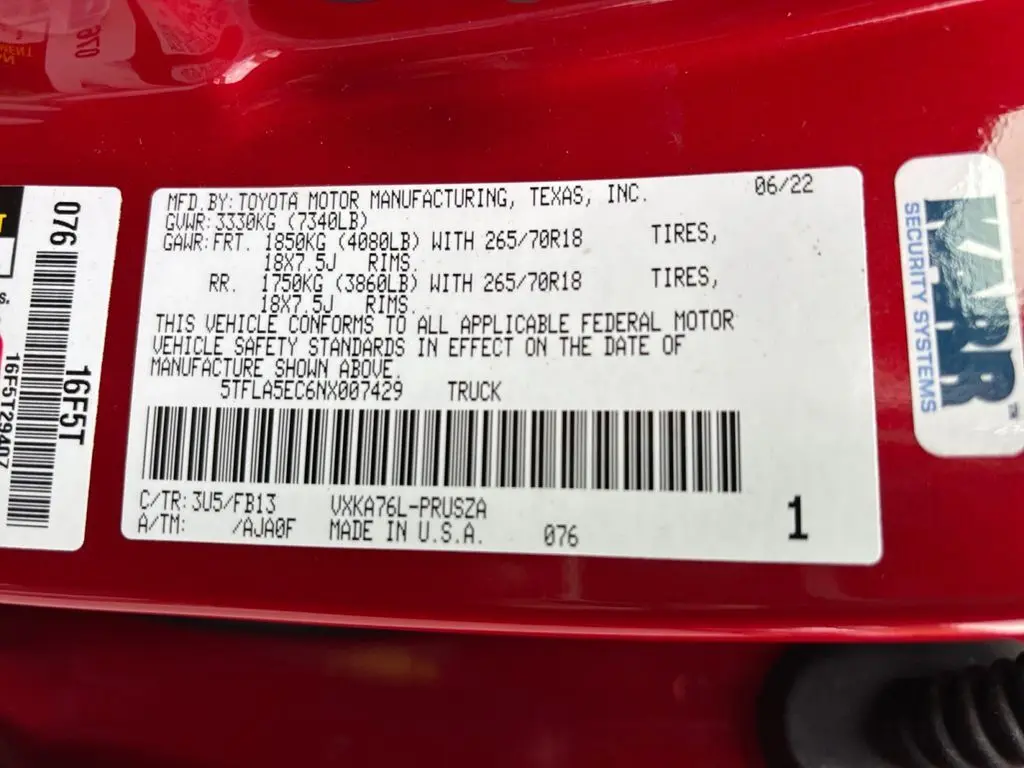 MFD.BY:TOYOTA MOTOR MANUFACTURING, TEXAS, INC. 06/22
GVWR:3330KG (7340LB)
GAWR:FRT. 1850KG (4080LB) WITH 265/70R18 TIRES,
18X7.5J RIMS.
RR. 1750KG (3860LB) WITH 265/70R18 TIRES,
18X7.5J RIMS.
THIS VEHICLE CONFORMS TO ALL APPLICABLE FEDERAL MOTOR
VEHICLE SAFETY STANDARDS IN EFFECT ON THE DATE OF
MANUFACTURE SHOWN ABOVE.
5TFLA5EC6NX007429 TRUCK
C/TR:3U5/FB13 VXKA76L-PRUSZA
A/TM: /AJA0F MADE IN U.S.A. 076 1
076
16F5T
16F5T29407
s.
SECURITY SYSTEMS